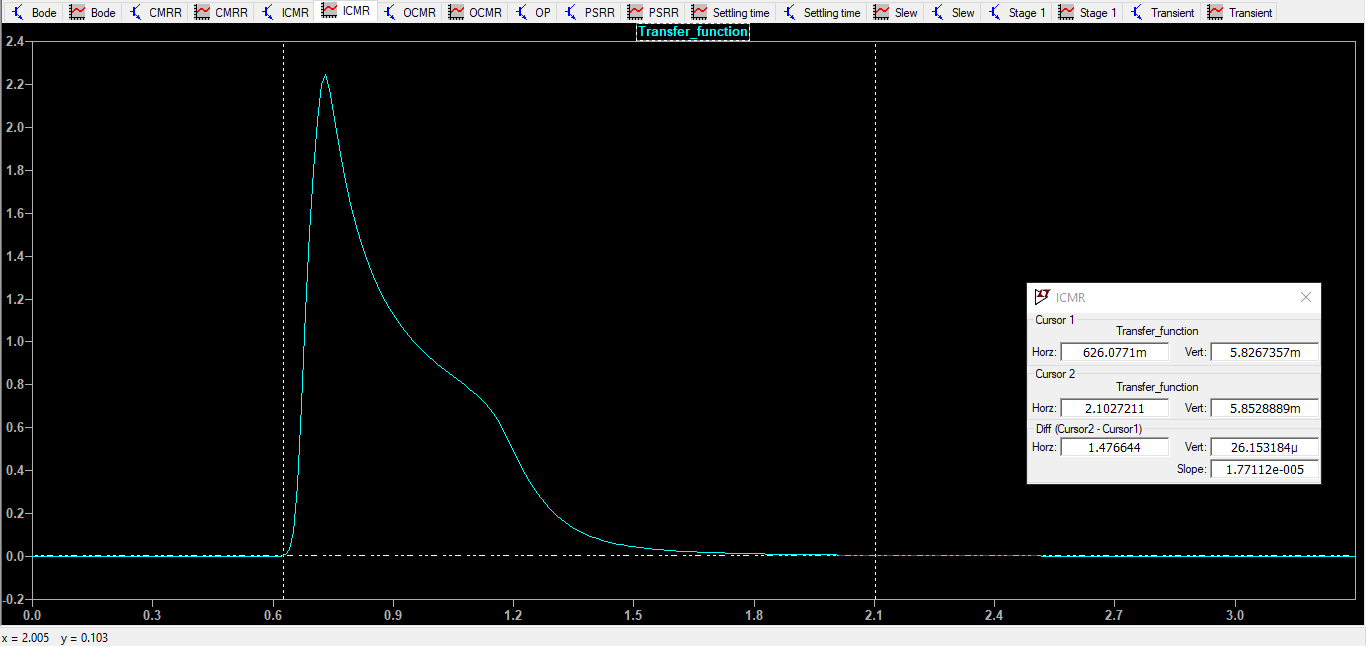 Bode Bode CMRR CMRR ICMR ICMR OCMR OCMR OP PSRR PSRR Settling time Settling time Slew Slew Stage 1 Stage 1 Transient Transient
Transfer_function
2.4
2.2
2.0
1.8
1.6
1.4
1.2
1.0
0.8
0.6
0.4
0.2
0.0
-0.2
0.0 0.3 0.6 0.9 1.2 1.5 1.8 2.1 2.4 2.7 3.0
ICMR
Cursor 1
Transfer_function
Horz: 626.0771m Vert: 5.8267357m
Cursor 2
Transfer_function
Horz: 2.1027211 Vert: 5.8528889m
Diff (Cursor2 - Cursor1)
Horz: 1.476644 Vert: 26.153184µ
Slope: 1.77112e-005
x = 2.005 y = 0.103